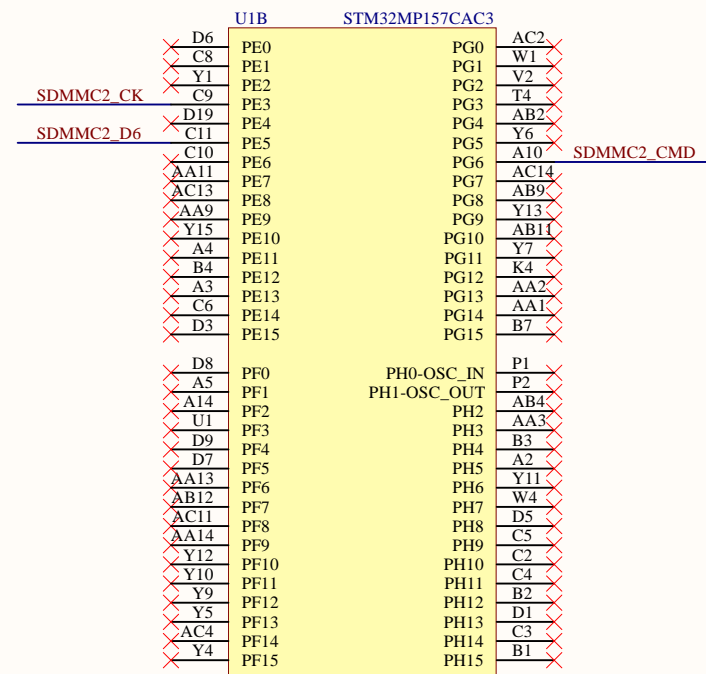 U1B STM32MP157CAC3
D6 PE0 PG0 AC2
C8 PE1 PG1 W1
Y1 PE2 PG2 V2
SDMMC2_CK C9 PE3 PG3 T4
D19 PE4 PG4 AB2
SDMMC2_D6 C11 PE5 PG5 Y6
C10 PE6 PG6 A10 SDMMC2_CMD
AA11 PE7 PG7 AC14
AC13 PE8 PG8 AB9
AA9 PE9 PG9 Y13
Y15 PE10 PG10 AB11
A4 PE11 PG11 Y7
B4 PE12 PG12 K4
A3 PE13 PG13 AA2
C6 PE14 PG14 AA1
D3 PE15 PG15 B7
D8 PF0 PH0-OSC_IN P1
A5 PF1 PH1-OSC_OUT P2
A14 PF2 PH2 AB4
U1 PF3 PH3 AA3
D9 PF4 PH4 B3
D7 PF5 PH5 A2
AA13 PF6 PH6 Y11
AB12 PF7 PH7 W4
AC11 PF8 PH8 D5
AA14 PF9 PH9 C5
Y12 PF10 PH10 C2
Y10 PF11 PH11 C4
Y9 PF12 PH12 B2
Y5 PF13 PH13 D1
AC4 PF14 PH14 C3
Y4 PF15 PH15 B1